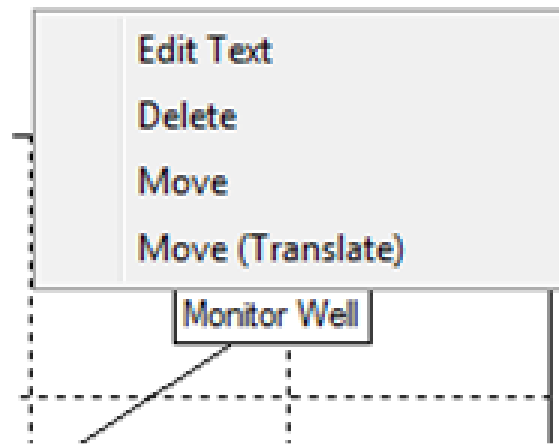 Edit Text
Delete
Move
Move (Translate)
Monitor Well